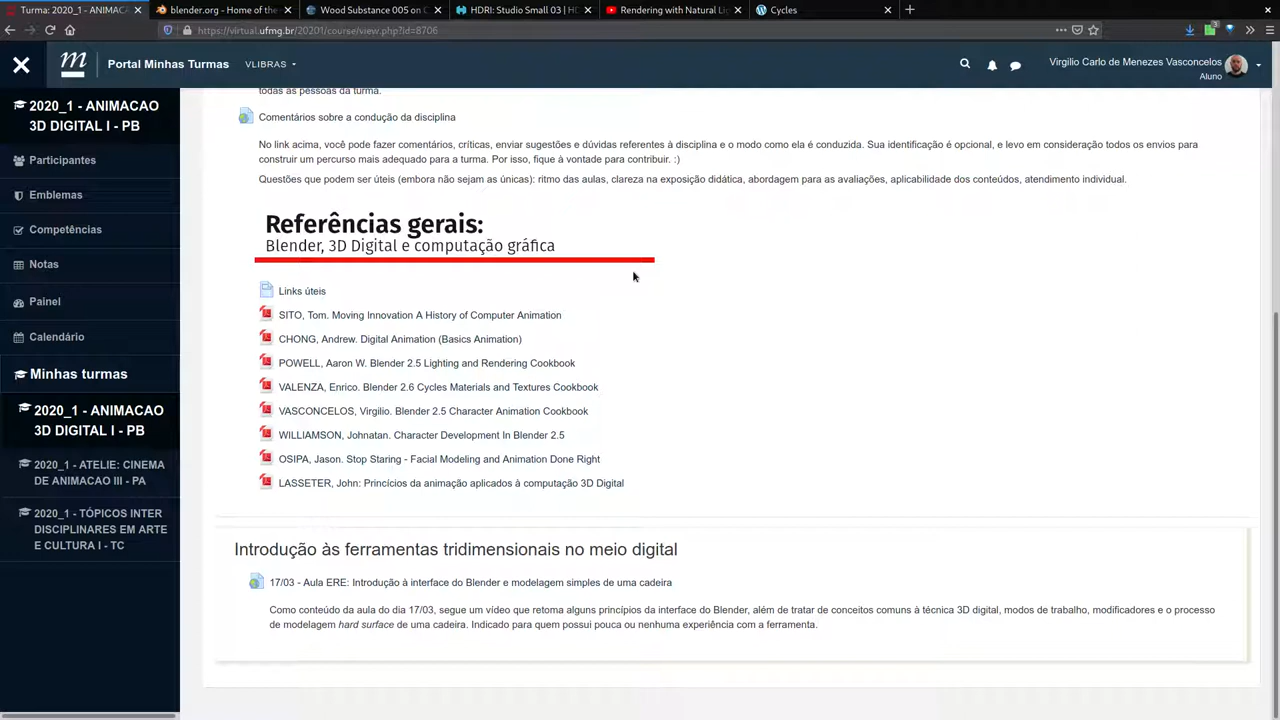 Turma: 2020_1 - ANIMACA
blender.org - Home of the
Wood Substance 005 on C
HDRI: Studio Small 03 | HD
Rendering with Natural Lig
Cycles
https://virtual.ufmg.br/20201/course/view.php?id=8706
3
m
Portal Minhas Turmas
VLIBRAS
Virgilio Carlo de Menezes Vasconcelos
Aluno
2020_1 - ANIMACAO
3D DIGITAL I - PB
Participantes
Emblemas
Competências
Notas
Painel
Calendário
Minhas turmas
2020_1 - ANIMACAO
3D DIGITAL I - PB
2020_1 - ATELIE: CINEMA
DE ANIMACAO III - PA
2020_1 - TÓPICOS INTER
DISCIPLINARES EM ARTE
E CULTURA I - TC
todas as pessoas da turma.
Comentários sobre a condução da disciplina
No link acima, você pode fazer comentários, críticas, enviar sugestões e dúvidas referentes à disciplina e o modo como ela é conduzida. Sua identificação é opcional, e levo em consideração todos os envios para
construir um percurso mais adequado para a turma. Por isso, fique à vontade para contribuir. :)
Questões que podem ser úteis (embora não sejam as únicas): ritmo das aulas, clareza na exposição didática, abordagem para as avaliações, aplicabilidade dos conteúdos, atendimento individual.
Referências gerais:
Blender, 3D Digital e computação gráfica
Links úteis
SITO, Tom. Moving Innovation A History of Computer Animation
CHONG, Andrew. Digital Animation (Basics Animation)
POWELL, Aaron W. Blender 2.5 Lighting and Rendering Cookbook
VALENZA, Enrico. Blender 2.6 Cycles Materials and Textures Cookbook
VASCONCELOS, Virgilio. Blender 2.5 Character Animation Cookbook
WILLIAMSON, Johnatan. Character Development In Blender 2.5
OSIPA, Jason. Stop Staring - Facial Modeling and Animation Done Right
LASSETER, John: Princícios da animação aplicados à computação 3D Digital
Introdução às ferramentas tridimensionais no meio digital
17/03 - Aula ERE: Introdução à interface do Blender e modelagem simples de uma cadeira
Como conteúdo da aula do dia 17/03, segue um vídeo que retoma alguns princípios da interface do Blender, além de tratar de conceitos comuns à técnica 3D digital, modos de trabalho, modificadores e o processo
de modelagem hard surface de uma cadeira. Indicado para quem possui pouca ou nenhuma experiência com a ferramenta.